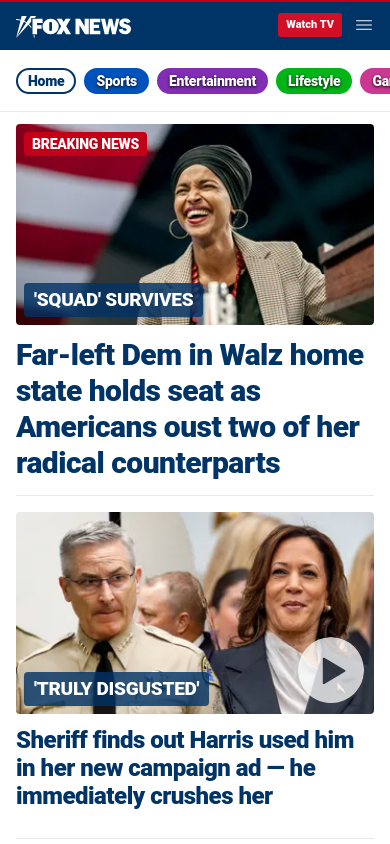 FOX NEWS
Watch TV
Home
Sports
Entertainment
Lifestyle
BREAKING NEWS
'SQUAD' SURVIVES
Far-left Dem in Walz home
state holds seat as
Americans oust two of her
radical counterparts
'TRULY DISGUSTED'
Sheriff finds out Harris used him
in her new campaign ad — he
immediately crushes her